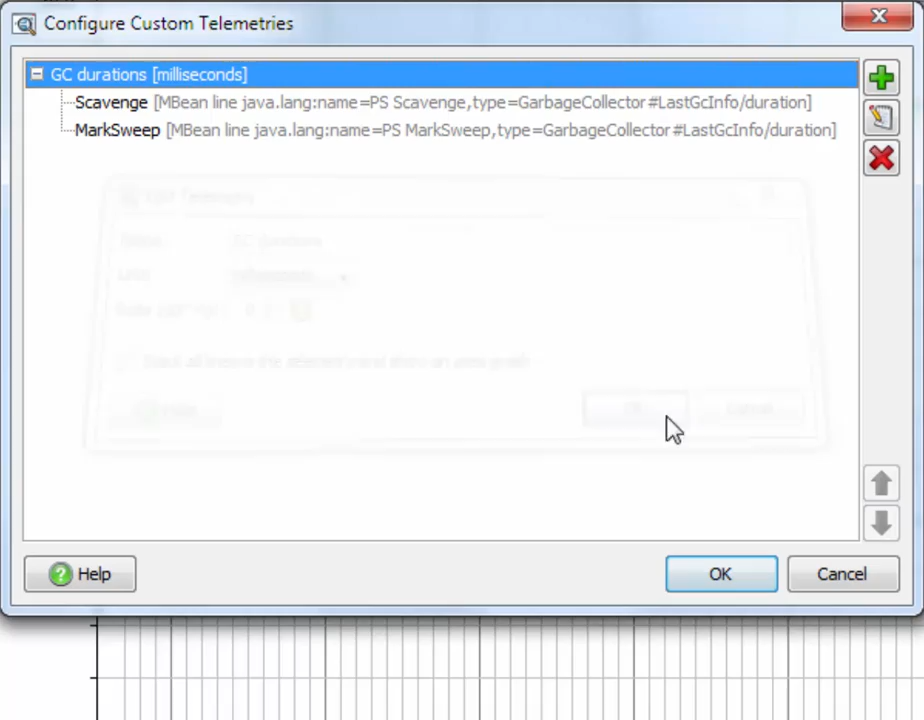 Configure Custom Telemetries
GC durations [milliseconds]
Scavenge [MBean line java.lang:name=PS Scavenge,type=GarbageCollector#LastGcInfo/duration]
MarkSweep [MBean line java.lang:name=PS MarkSweep,type=GarbageCollector#LastGcInfo/duration]
Help
OK
Cancel